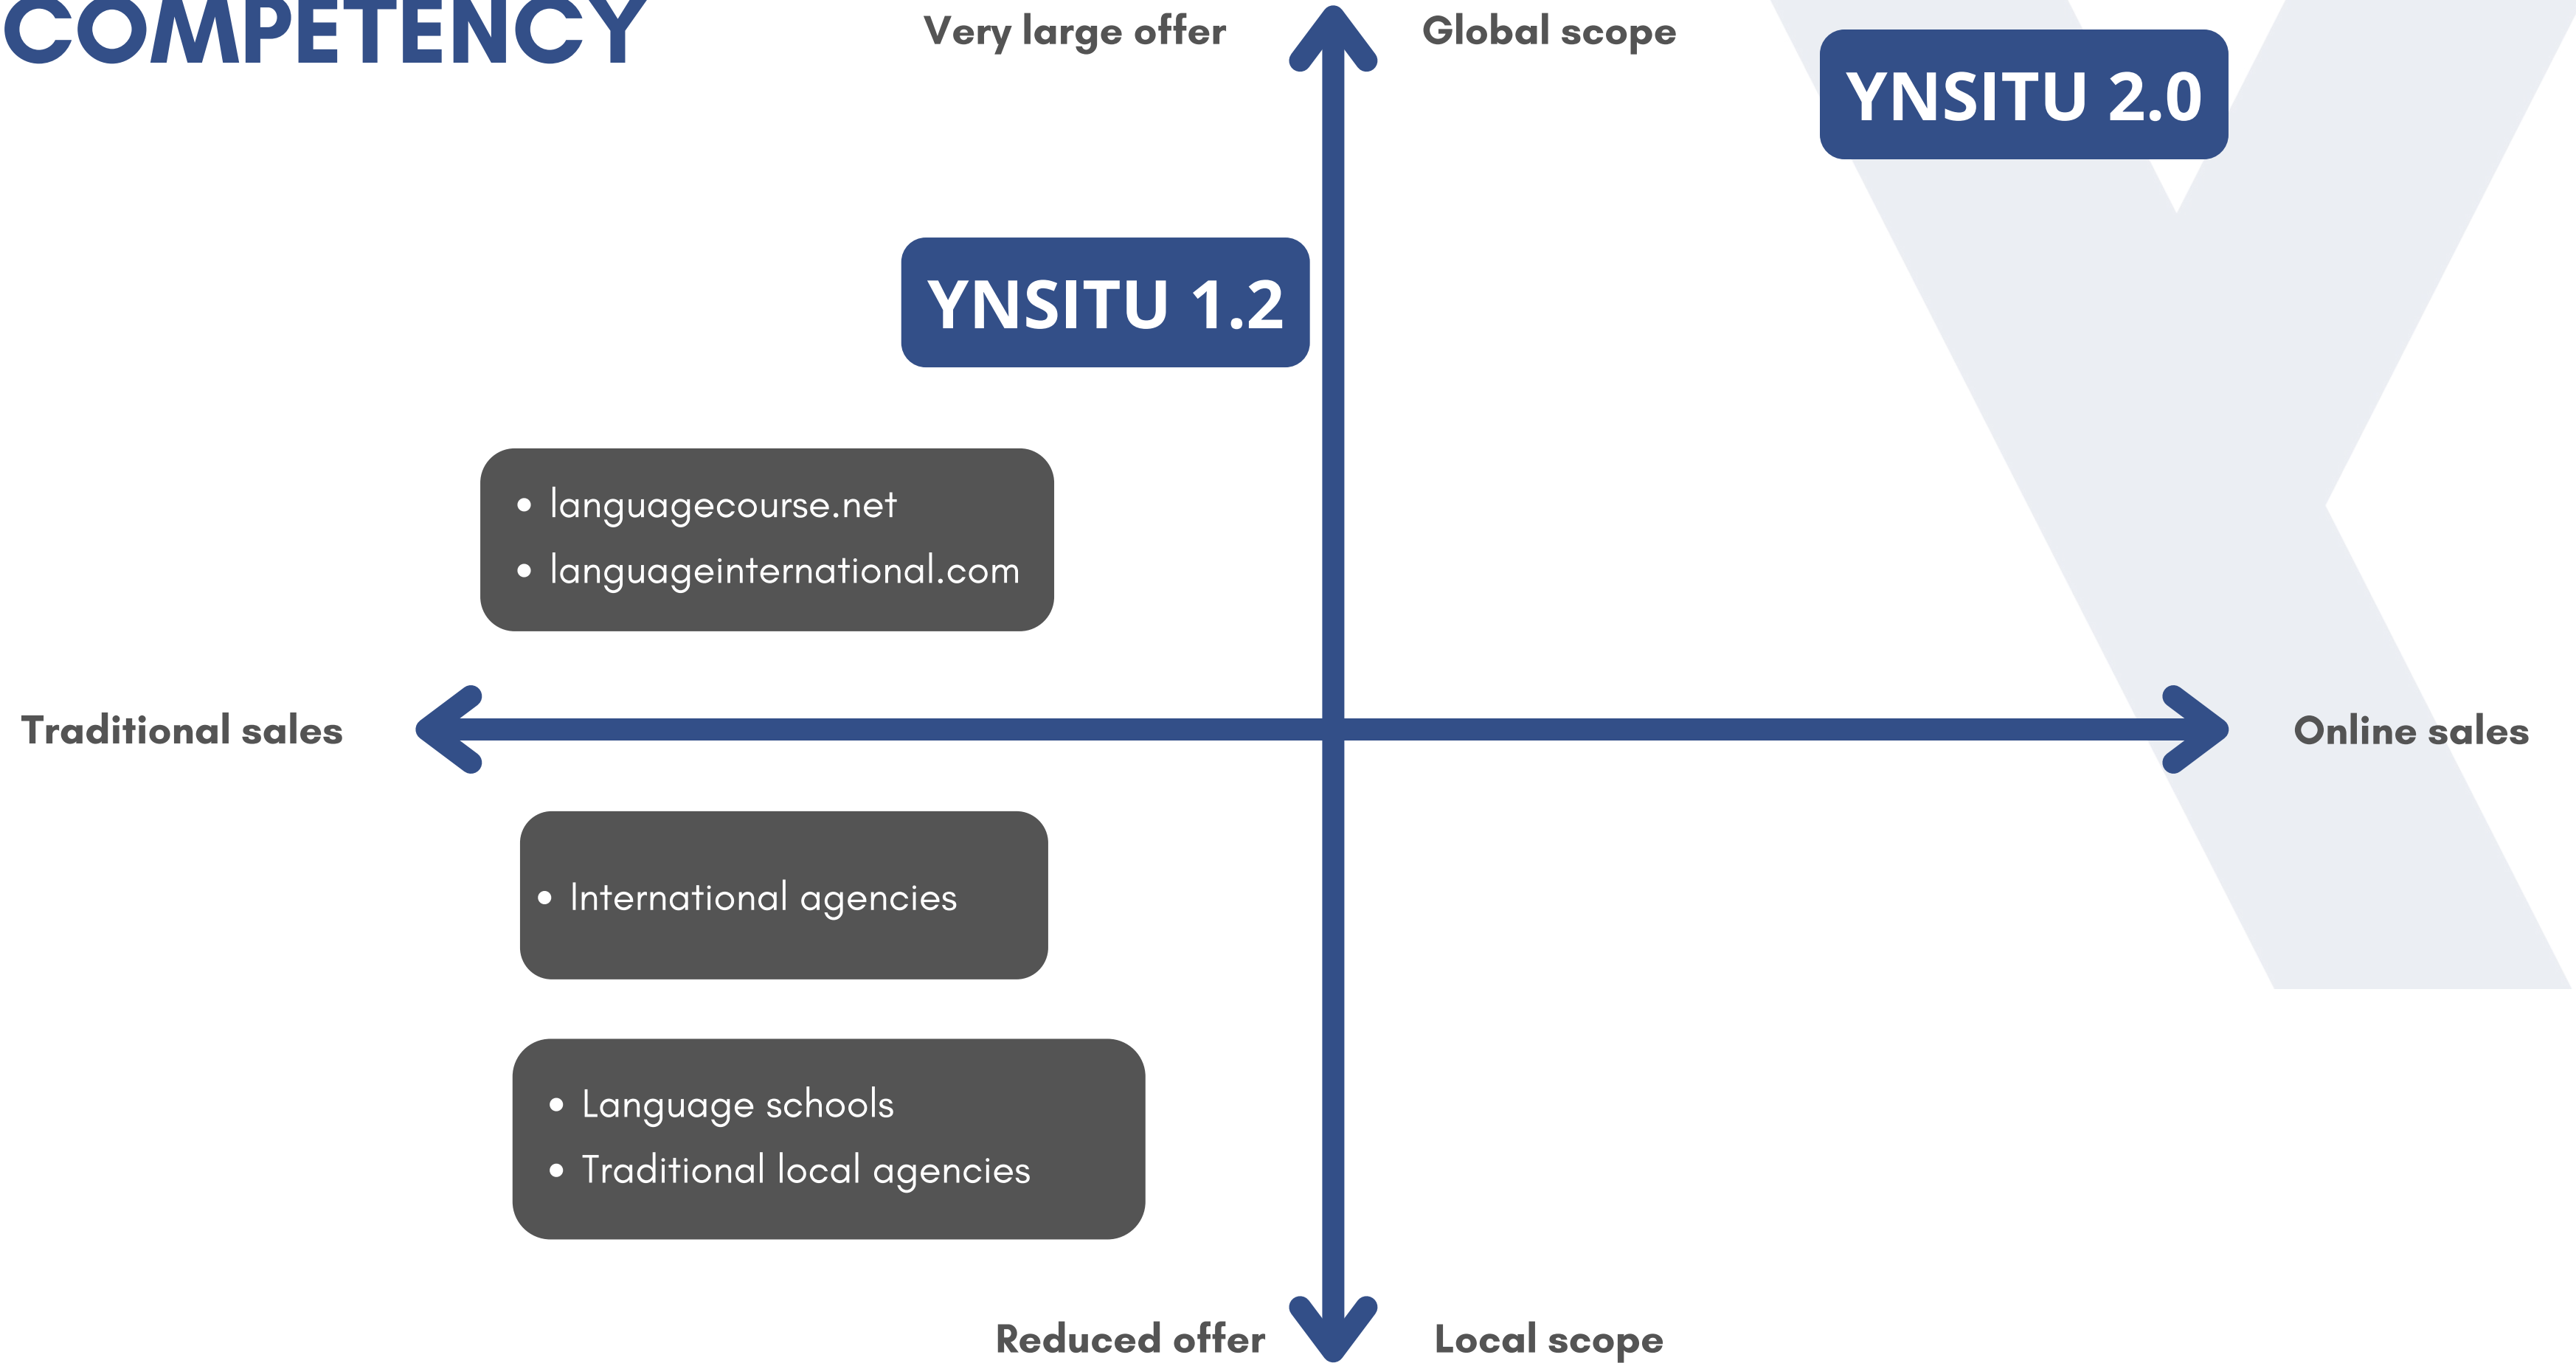 COMPETENCY
Very large offer
Global scope
YNSITU 2.0
YNSITU 1.2
• languagecourse.net
• languageinternational.com
Traditional sales
Online sales
• International agencies
• Language schools
• Traditional local agencies
Reduced offer
Local scope